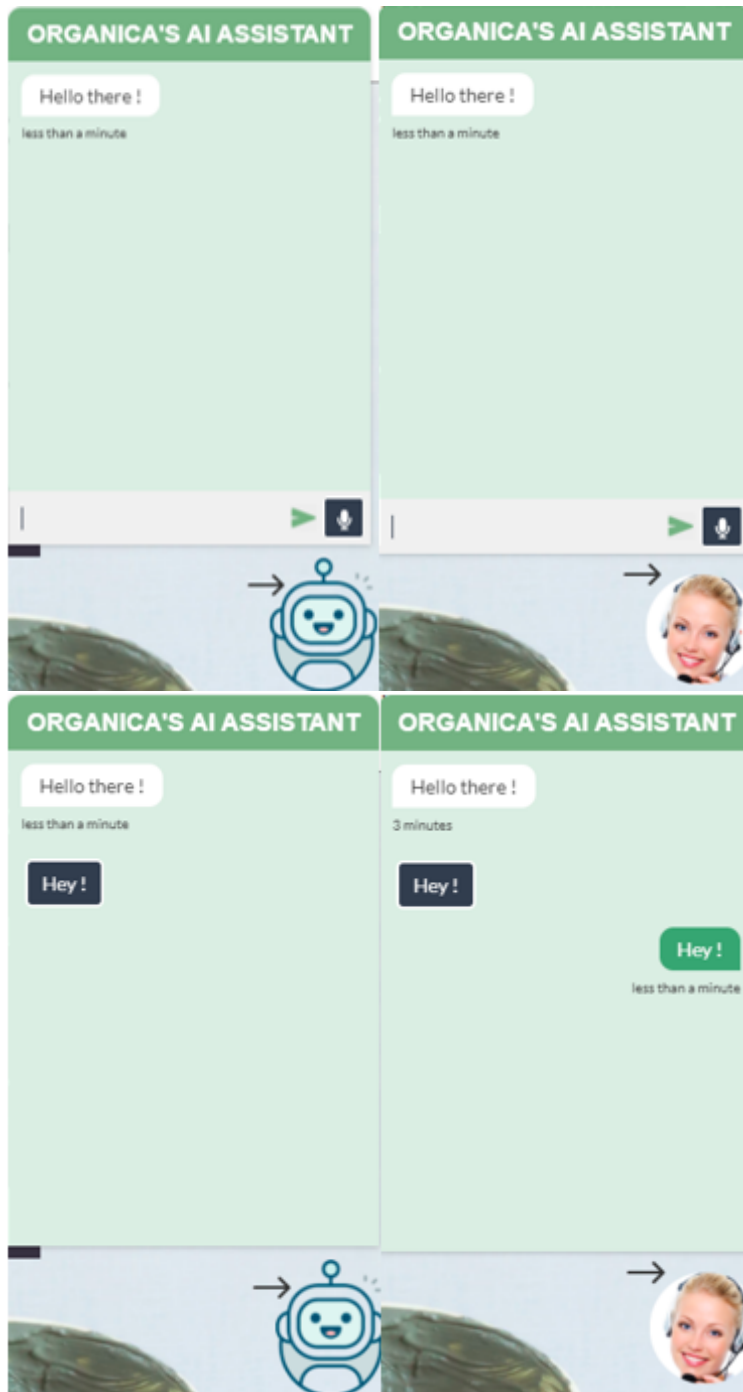 ORGANICA'S AI ASSISTANT
Hello there !
less than a minute
ORGANICA'S AI ASSISTANT
Hello there !
less than a minute
ORGANICA'S AI ASSISTANT
Hello there !
less than a minute
Hey !
ORGANICA'S AI ASSISTANT
Hello there !
3 minutes
Hey !
Hey !
less than a minute